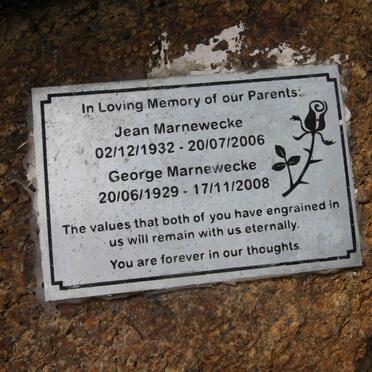 In Loving Memory of our Parents:
Jean Marnewecke
02/12/1932 - 20/07/2006
George Marnewecke
20/06/1929 - 17/11/2008
The values that both of you have engrained in
us will remain with us eternally.
You are forever in our thoughts.